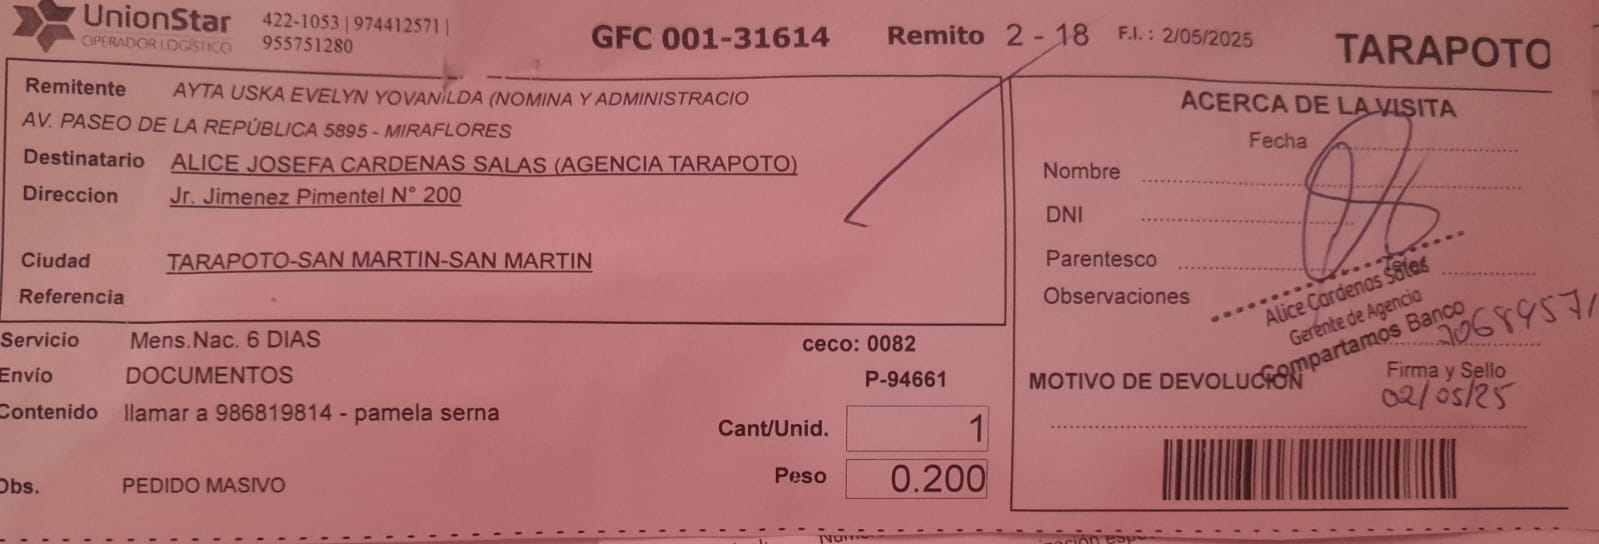 UnionStar
OPERADOR LOGÍSTICO
422-1053 | 974412571 |
955751280
GFC 001-31614
Remito 2 - 18
F.I. : 2/05/2025
TARAPOTO
Remitente AYTA USKA EVELYN YOVANILDA (NOMINA Y ADMINISTRACIO
AV. PASEO DE LA REPÚBLICA 5895 - MIRAFLORES
Destinatario ALICE JOSEFA CARDENAS SALAS (AGENCIA TARAPOTO)
Direccion Jr. Jimenez Pimentel N° 200
Ciudad TARAPOTO-SAN MARTIN-SAN MARTIN
Referencia
Servicio Mens.Nac. 6 DIAS
ceco: 0082
Envío DOCUMENTOS
P-94661
Contenido llamar a 986819814 - pamela serna
Cant/Unid. 1
Peso 0.200
Obs. PEDIDO MASIVO
ACERCA DE LA VISITA
Fecha
Nombre
DNI
Parentesco
Observaciones
Alice Cardenas Salas
Gerente de Agencia
Compartamos Banco
70689571
Firma y Sello
MOTIVO DE DEVOLUCIÓN
02/05/25